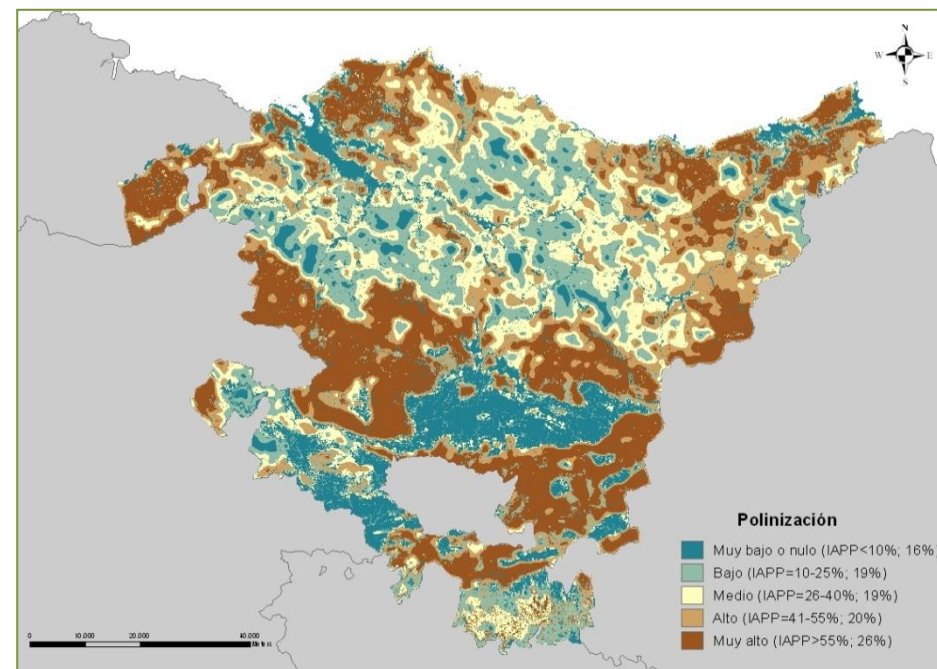 N
W E
S
Polinización
Muy bajo o nulo (IAPP<10%; 16%)
Bajo (IAPP=10-25%; 19%)
Medio (IAPP=26-40%; 19%)
Alto (IAPP=41-55%; 20%)
Muy alto (IAPP>55%; 26%)
0 10.000 20.000 40.000
Metros